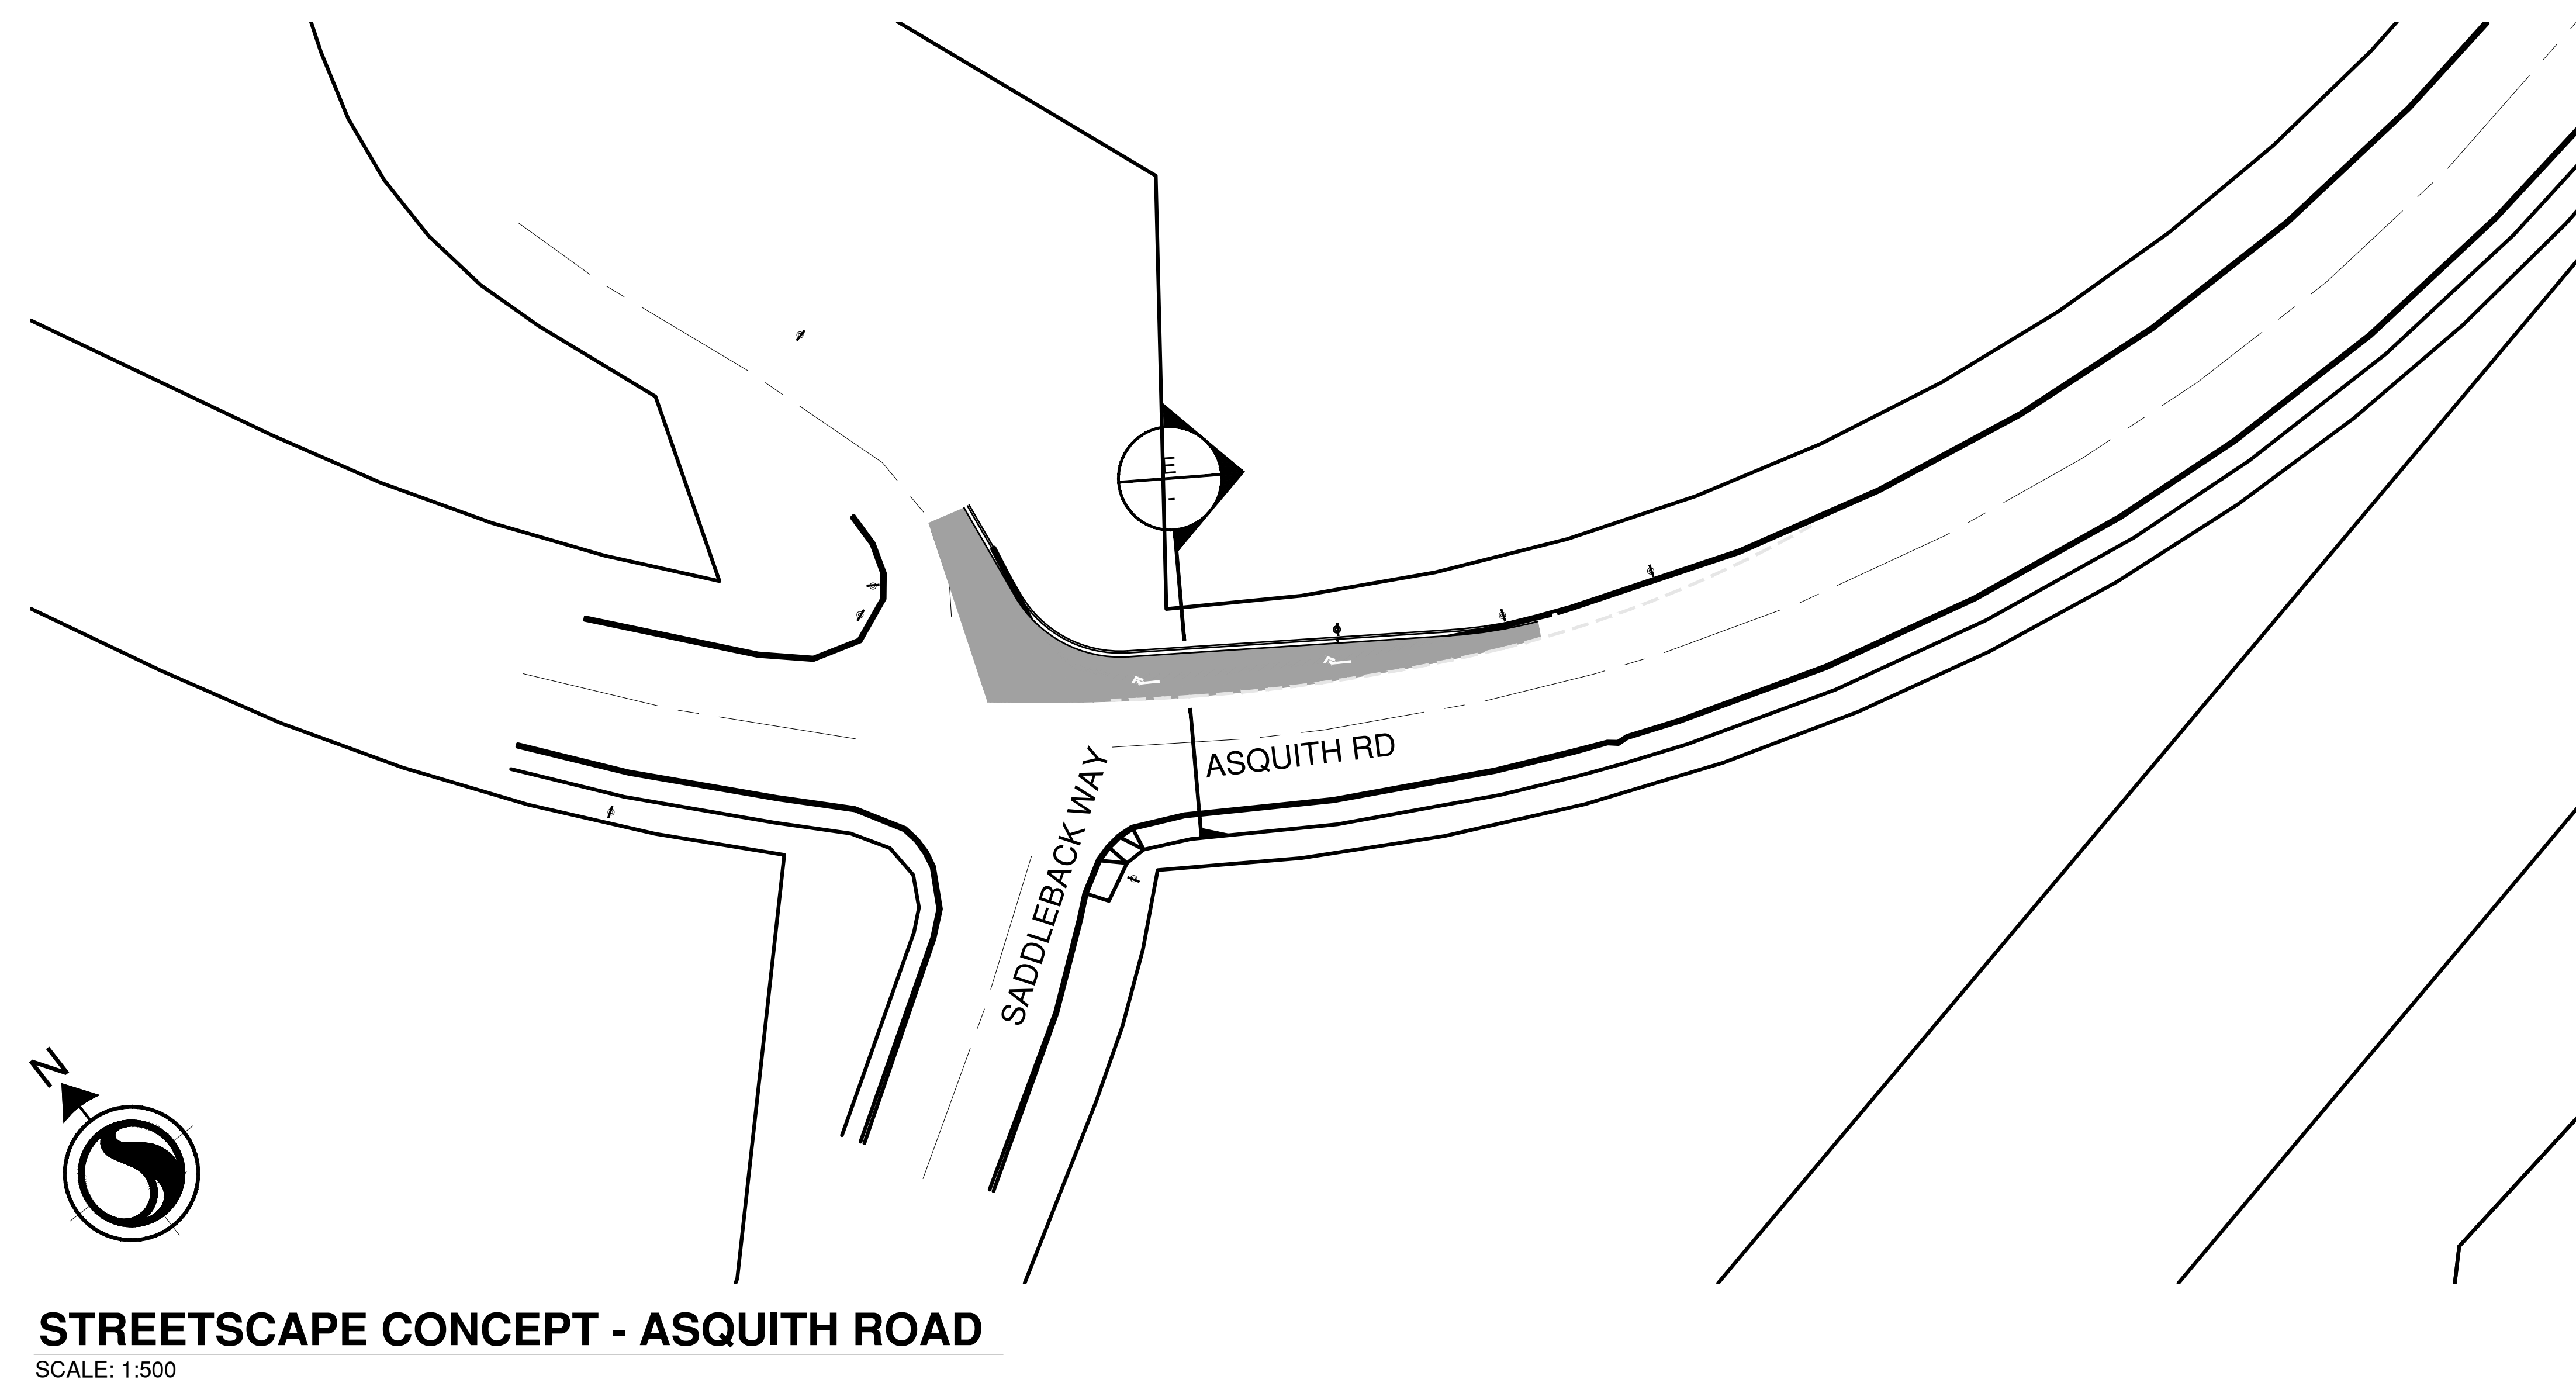 E
-
ASQUITH RD
SADDLEBACK WAY
N
STREETSCAPE CONCEPT - ASQUITH ROAD
SCALE: 1:500